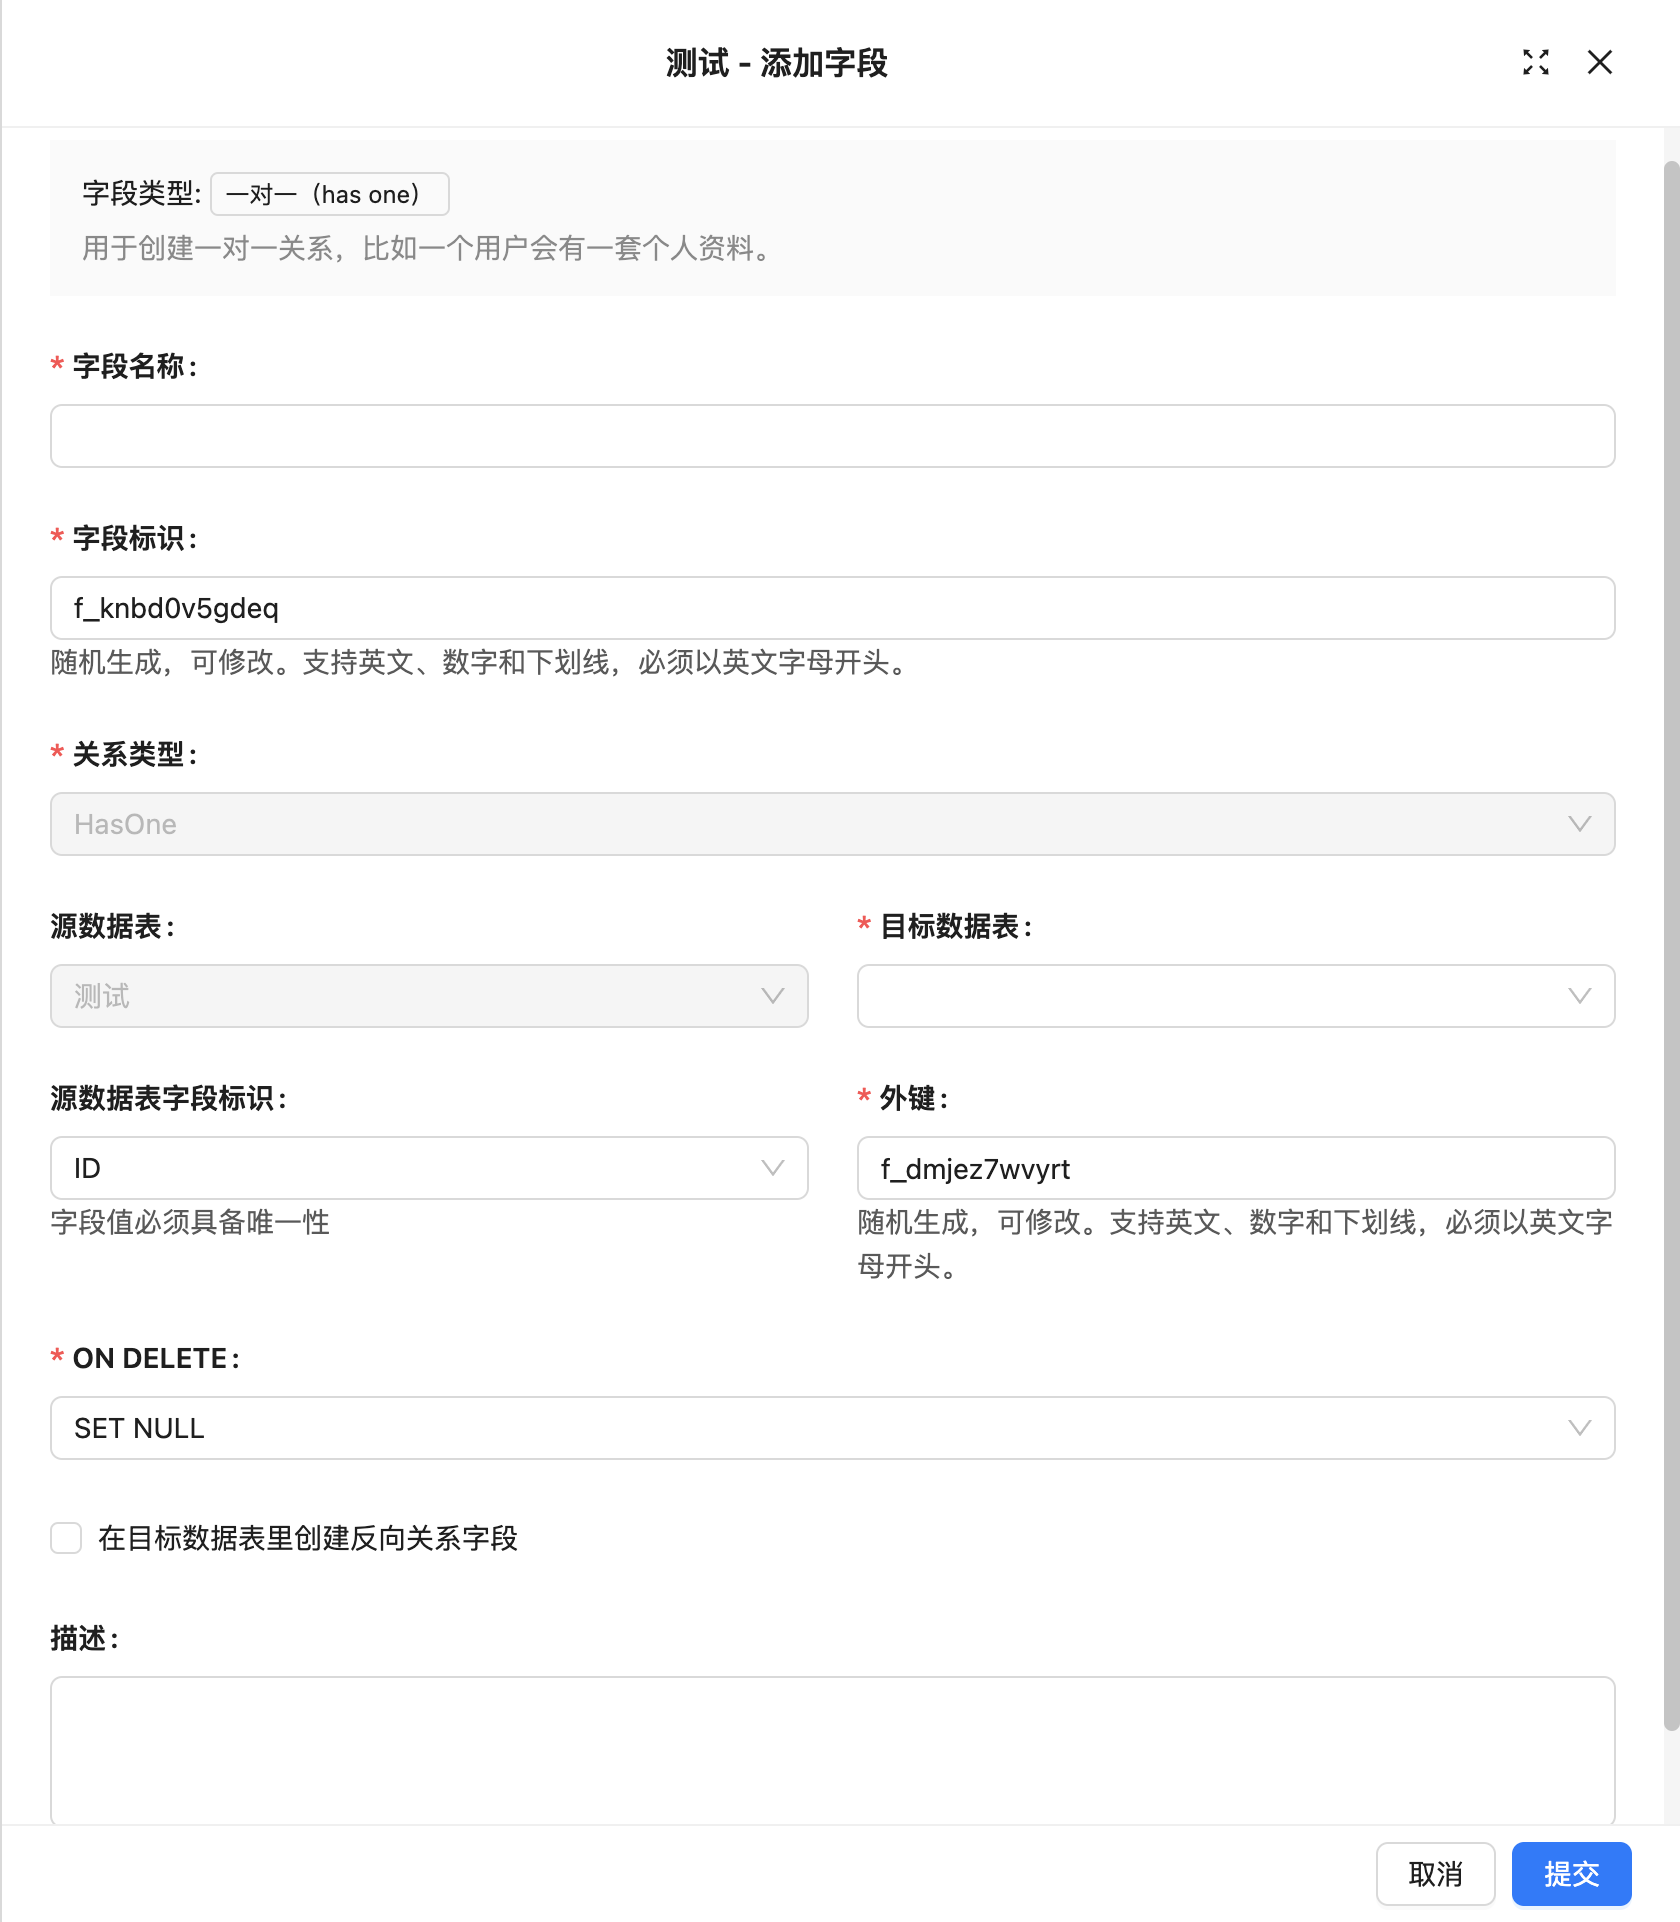 测试 - 添加字段
字段类型: 一对一（has one）
用于创建一对一关系，比如一个用户会有一套个人资料。
* 字段名称:
* 字段标识:
f_knbd0v5gdeq
随机生成，可修改。支持英文、数字和下划线，必须以英文字母开头。
* 关系类型:
HasOne
源数据表:
* 目标数据表:
测试
源数据表字段标识:
* 外键:
ID
f_dmjez7wvyrt
字段值必须具备唯一性
随机生成，可修改。支持英文、数字和下划线，必须以英文字
母开头。
* ON DELETE:
SET NULL
在目标数据表里创建反向关系字段
描述:
取消
提交